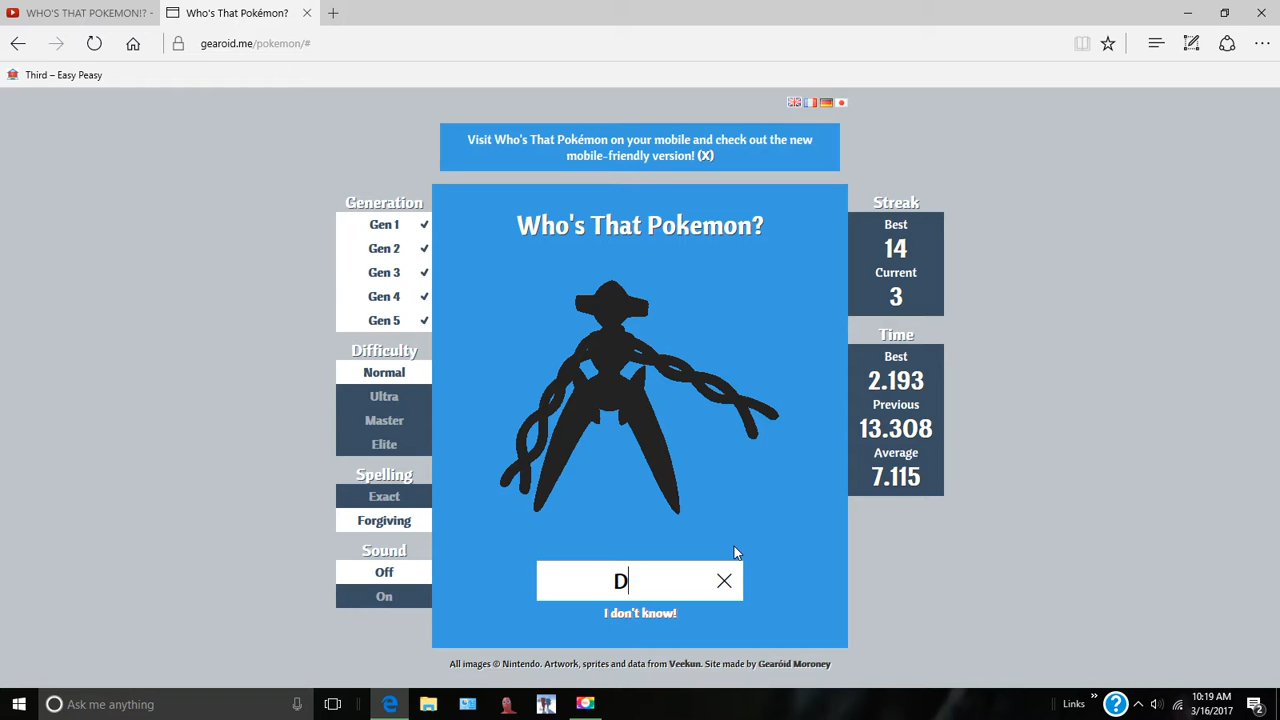 WHO'S THAT POKEMON!? -
Who's That Pokémon?
gearoid.me/pokemon/#
Third – Easy Peasy
Visit Who's That Pokémon on your mobile and check out the new
mobile-friendly version! (X)
Generation
Gen 1
Gen 2
Gen 3
Gen 4
Gen 5
Difficulty
Normal
Ultra
Master
Elite
Spelling
Exact
Forgiving
Sound
Off
On
Who's That Pokemon?
D
I don't know!
Streak
Best
14
Current
3
Time
Best
2.193
Previous
13.308
Average
7.115
All images © Nintendo. Artwork, sprites and data from Veekun. Site made by Gearóid Moroney
Ask me anything
Links
10:19 AM
3/16/2017
2